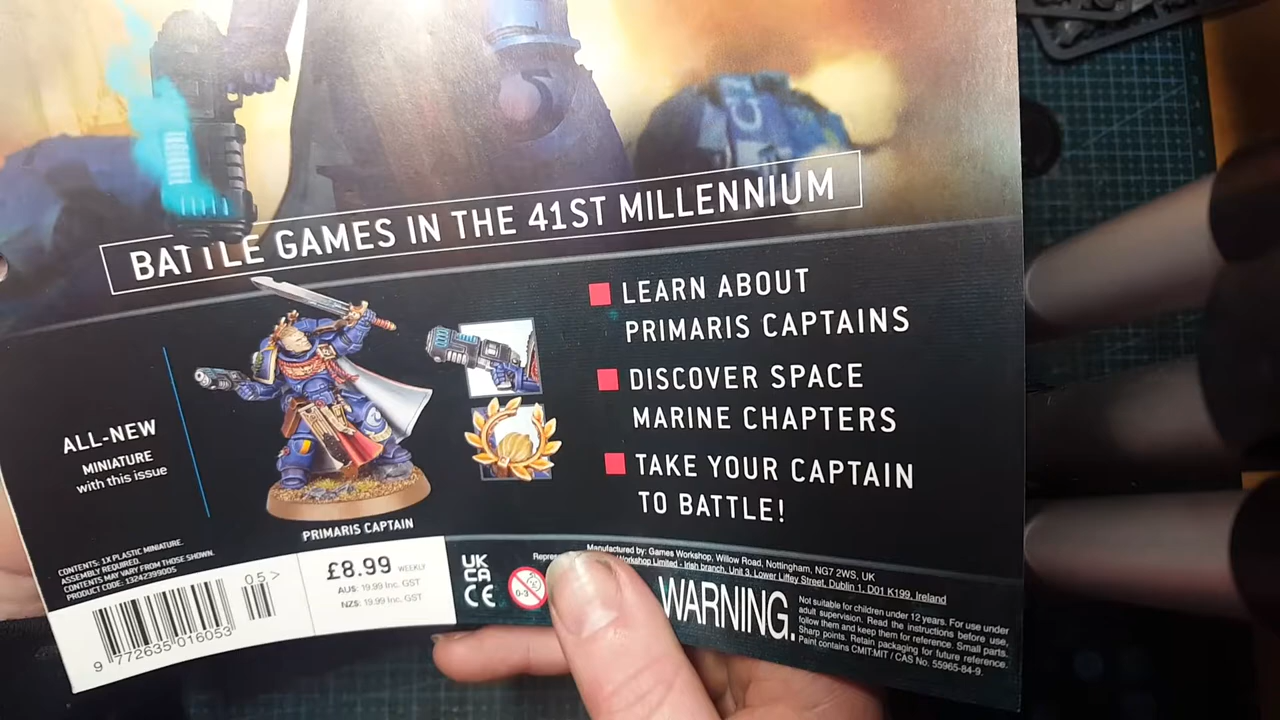 BATTLE GAMES IN THE 41ST MILLENNIUM
LEARN ABOUT
PRIMARIS CAPTAINS
DISCOVER SPACE
MARINE CHAPTERS
TAKE YOUR CAPTAIN
TO BATTLE!
ALL-NEW
MINIATURE
with this issue
PRIMARIS CAPTAIN
CONTENTS: 1X PLASTIC MINIATURE.
ASSEMBLY REQUIRED.
CONTENTS MAY VARY FROM THOSE SHOWN.
PRODUCT CODE: 13242399005
05>
9 772635 016053
£8.99 WEEKLY
AU$: 19.99 Inc. GST
NZ$: 19.99 Inc. GST
UK
CA
CE
0-3
Manufactured by: Games Workshop, Willow Road, Nottingham, NG7 2WS, UK
Workshop Limited - Irish branch, Unit 3, Lower Liffey Street, Dublin 1, D01 K199, Ireland
WARNING.
Not suitable for children under 12 years. For use under
adult supervision. Read the instructions before use,
follow them and keep them for reference. Small parts.
Sharp points. Retain packaging for future reference.
Paint contains CMIT:MIT / CAS No. 55965-84-9.